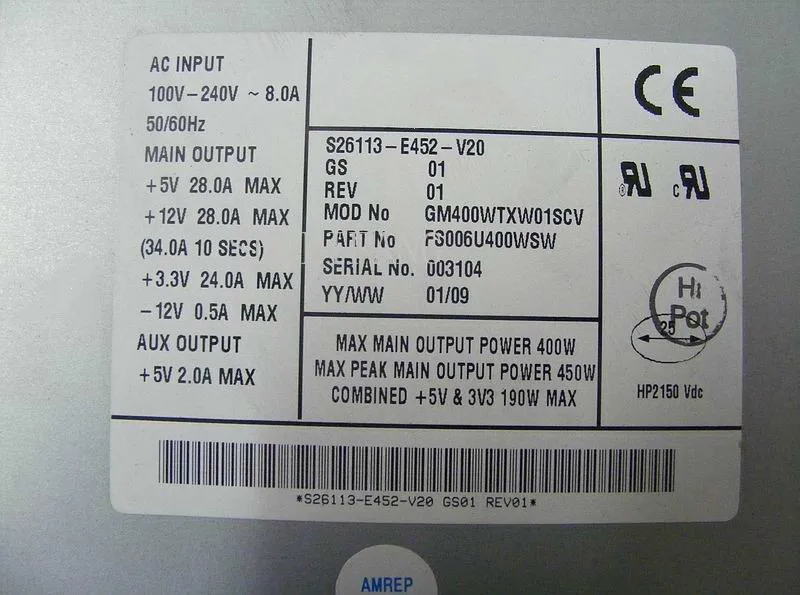 AC INPUT
100V-240V ~ 8.0A
50/60Hz
MAIN OUTPUT
+5V 28.0A MAX
+12V 28.0A MAX
(34.0A 10 SECS)
+3.3V 24.0A MAX
-12V 0.5A MAX
AUX OUTPUT
+5V 2.0A MAX
S26113-E452-V20
GS 01
REV 01
MOD No GM400WTXW01SCV
PART No FS006U400WSW
SERIAL No. 003104
YY/WW 01/09
MAX MAIN OUTPUT POWER 400W
MAX PEAK MAIN OUTPUT POWER 450W
COMBINED +5V & 3V3 190W MAX
CE
Hi
Pot
25
HP2150 Vdc
*S26113-E452-V20 GS01 REV01*
AMREP